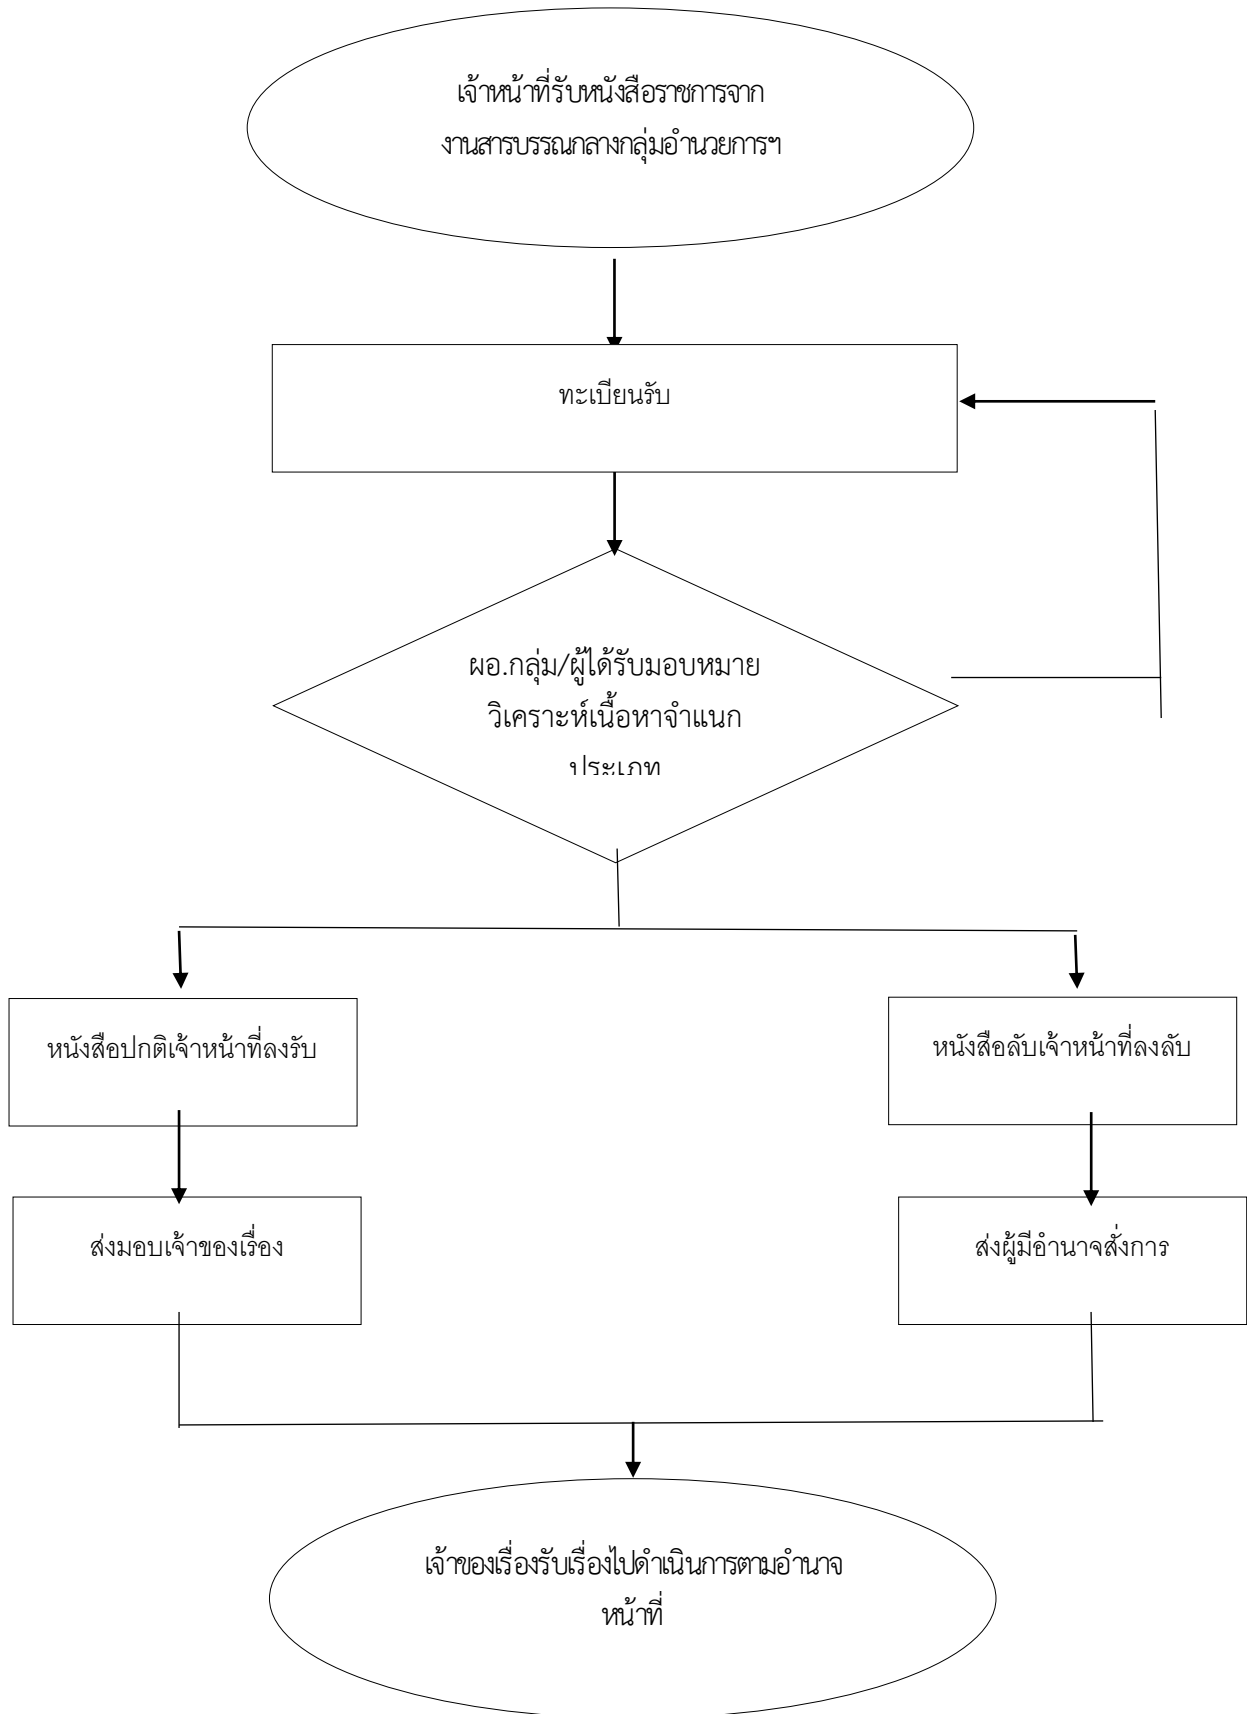 เจ้าหน้าที่รับหนังสือราชการจาก
งานสารบรรณกลางกลุ่มอำนวยการฯ
ทะเบียนรับ
ผอ.กลุ่ม/ผู้ได้รับมอบหมาย
วิเคราะห์เนื้อหาจำแนก
ประเภท
หนังสือปกติเจ้าหน้าที่ลงรับ
หนังสือลับเจ้าหน้าที่ลงลับ
ส่งมอบเจ้าของเรื่อง
ส่งผู้มีอำนาจสั่งการ
เจ้าของเรื่องรับเรื่องไปดำเนินการตามอำนาจ
หน้าที่